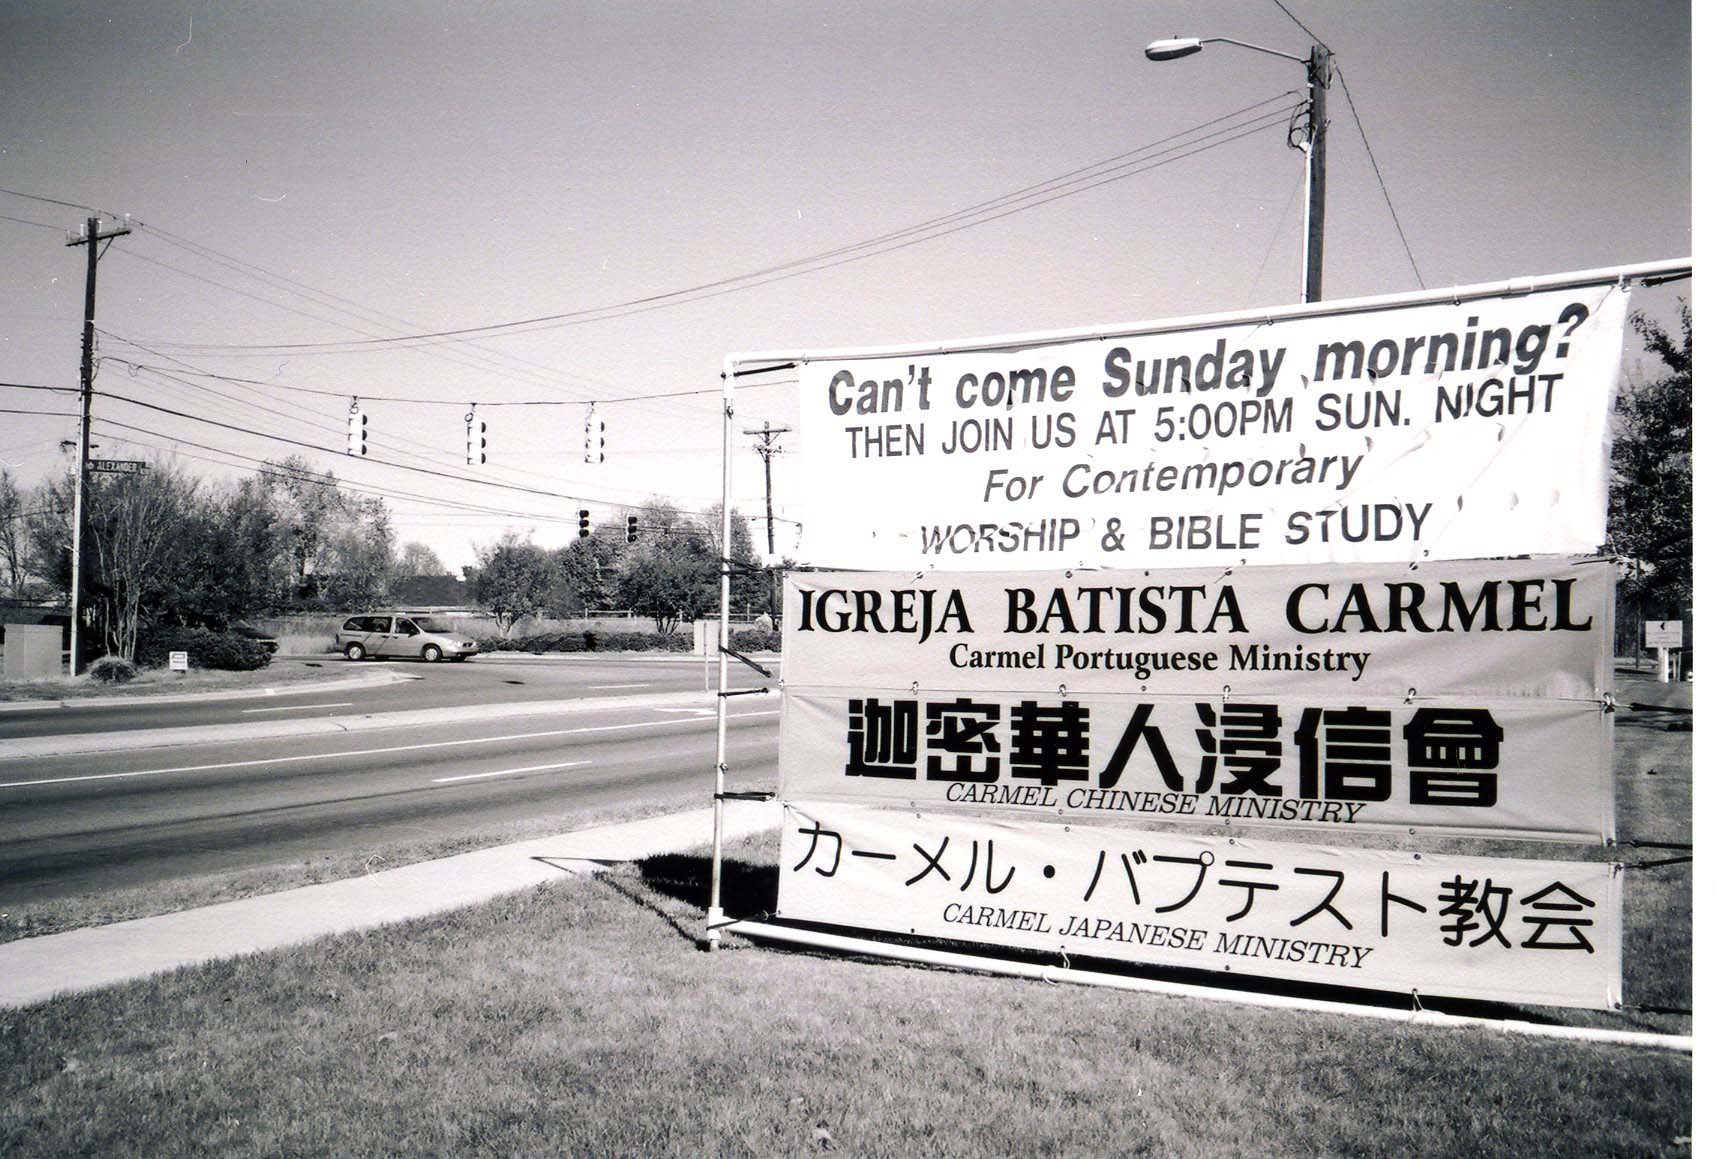 Can't come Sunday morning?
THEN JOIN US AT 5:00PM SUN. NIGHT
For Contemporary
WORSHIP & BIBLE STUDY
IGREJA BATISTA CARMEL
Carmel Portuguese Ministry
迦密華人浸信會
CARMEL CHINESE MINISTRY
カーメル・バプテスト教会
CARMEL JAPANESE MINISTRY
ALEXANDER